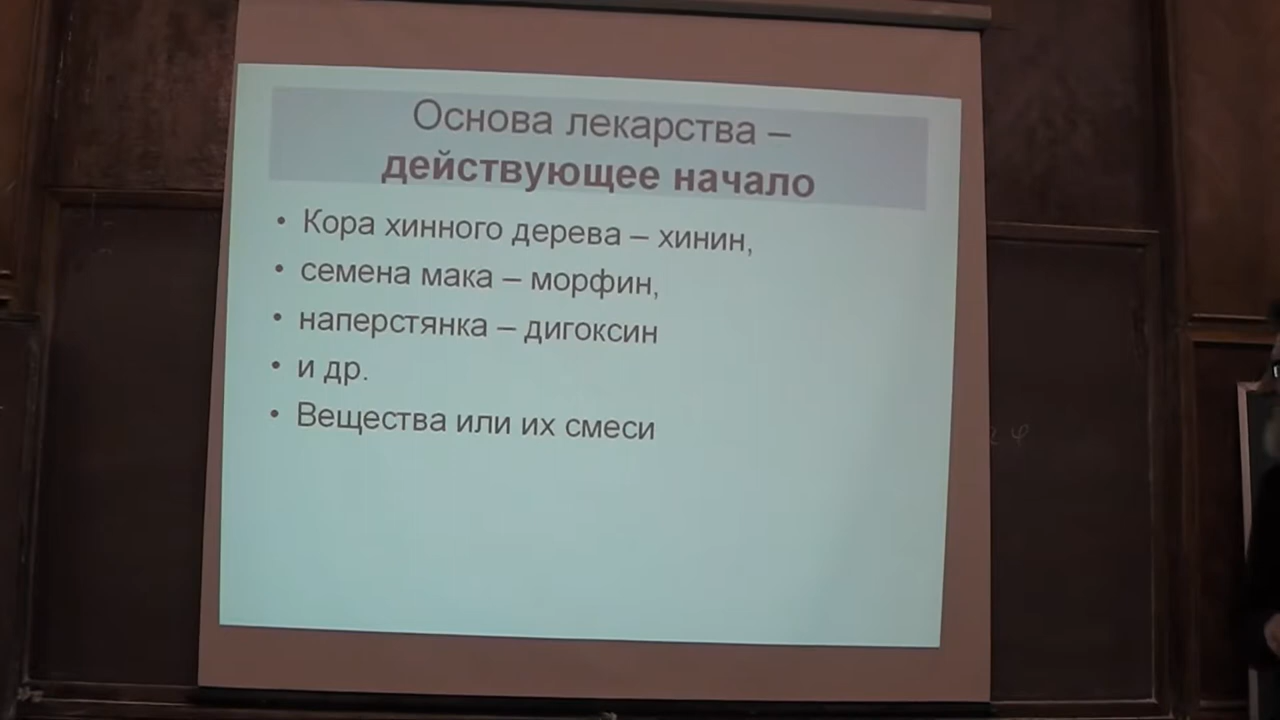 Основа лекарства –
действующее начало
• Кора хинного дерева – хинин,
• семена мака – морфин,
• наперстянка – дигоксин
• и др.
• Вещества или их смеси